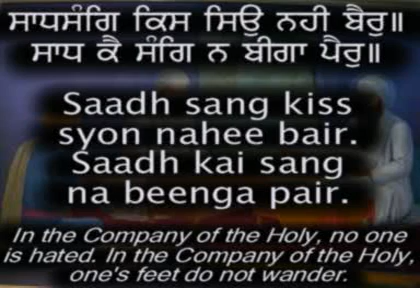 ਸਾਧਸੰਗਿ ਕਿਸ ਸਿਉ ਨਹੀ ਬੈਰੁ॥
ਸਾਧ ਕੈ ਸੰਗਿ ਨ ਬੀਗਾ ਪੈਰੁ॥
Saadh sang kiss
syon nahee bair.
Saadh kai sang
na beenga pair.
In the Company of the Holy, no one
is hated. In the Company of the Holy,
one's feet do not wander.